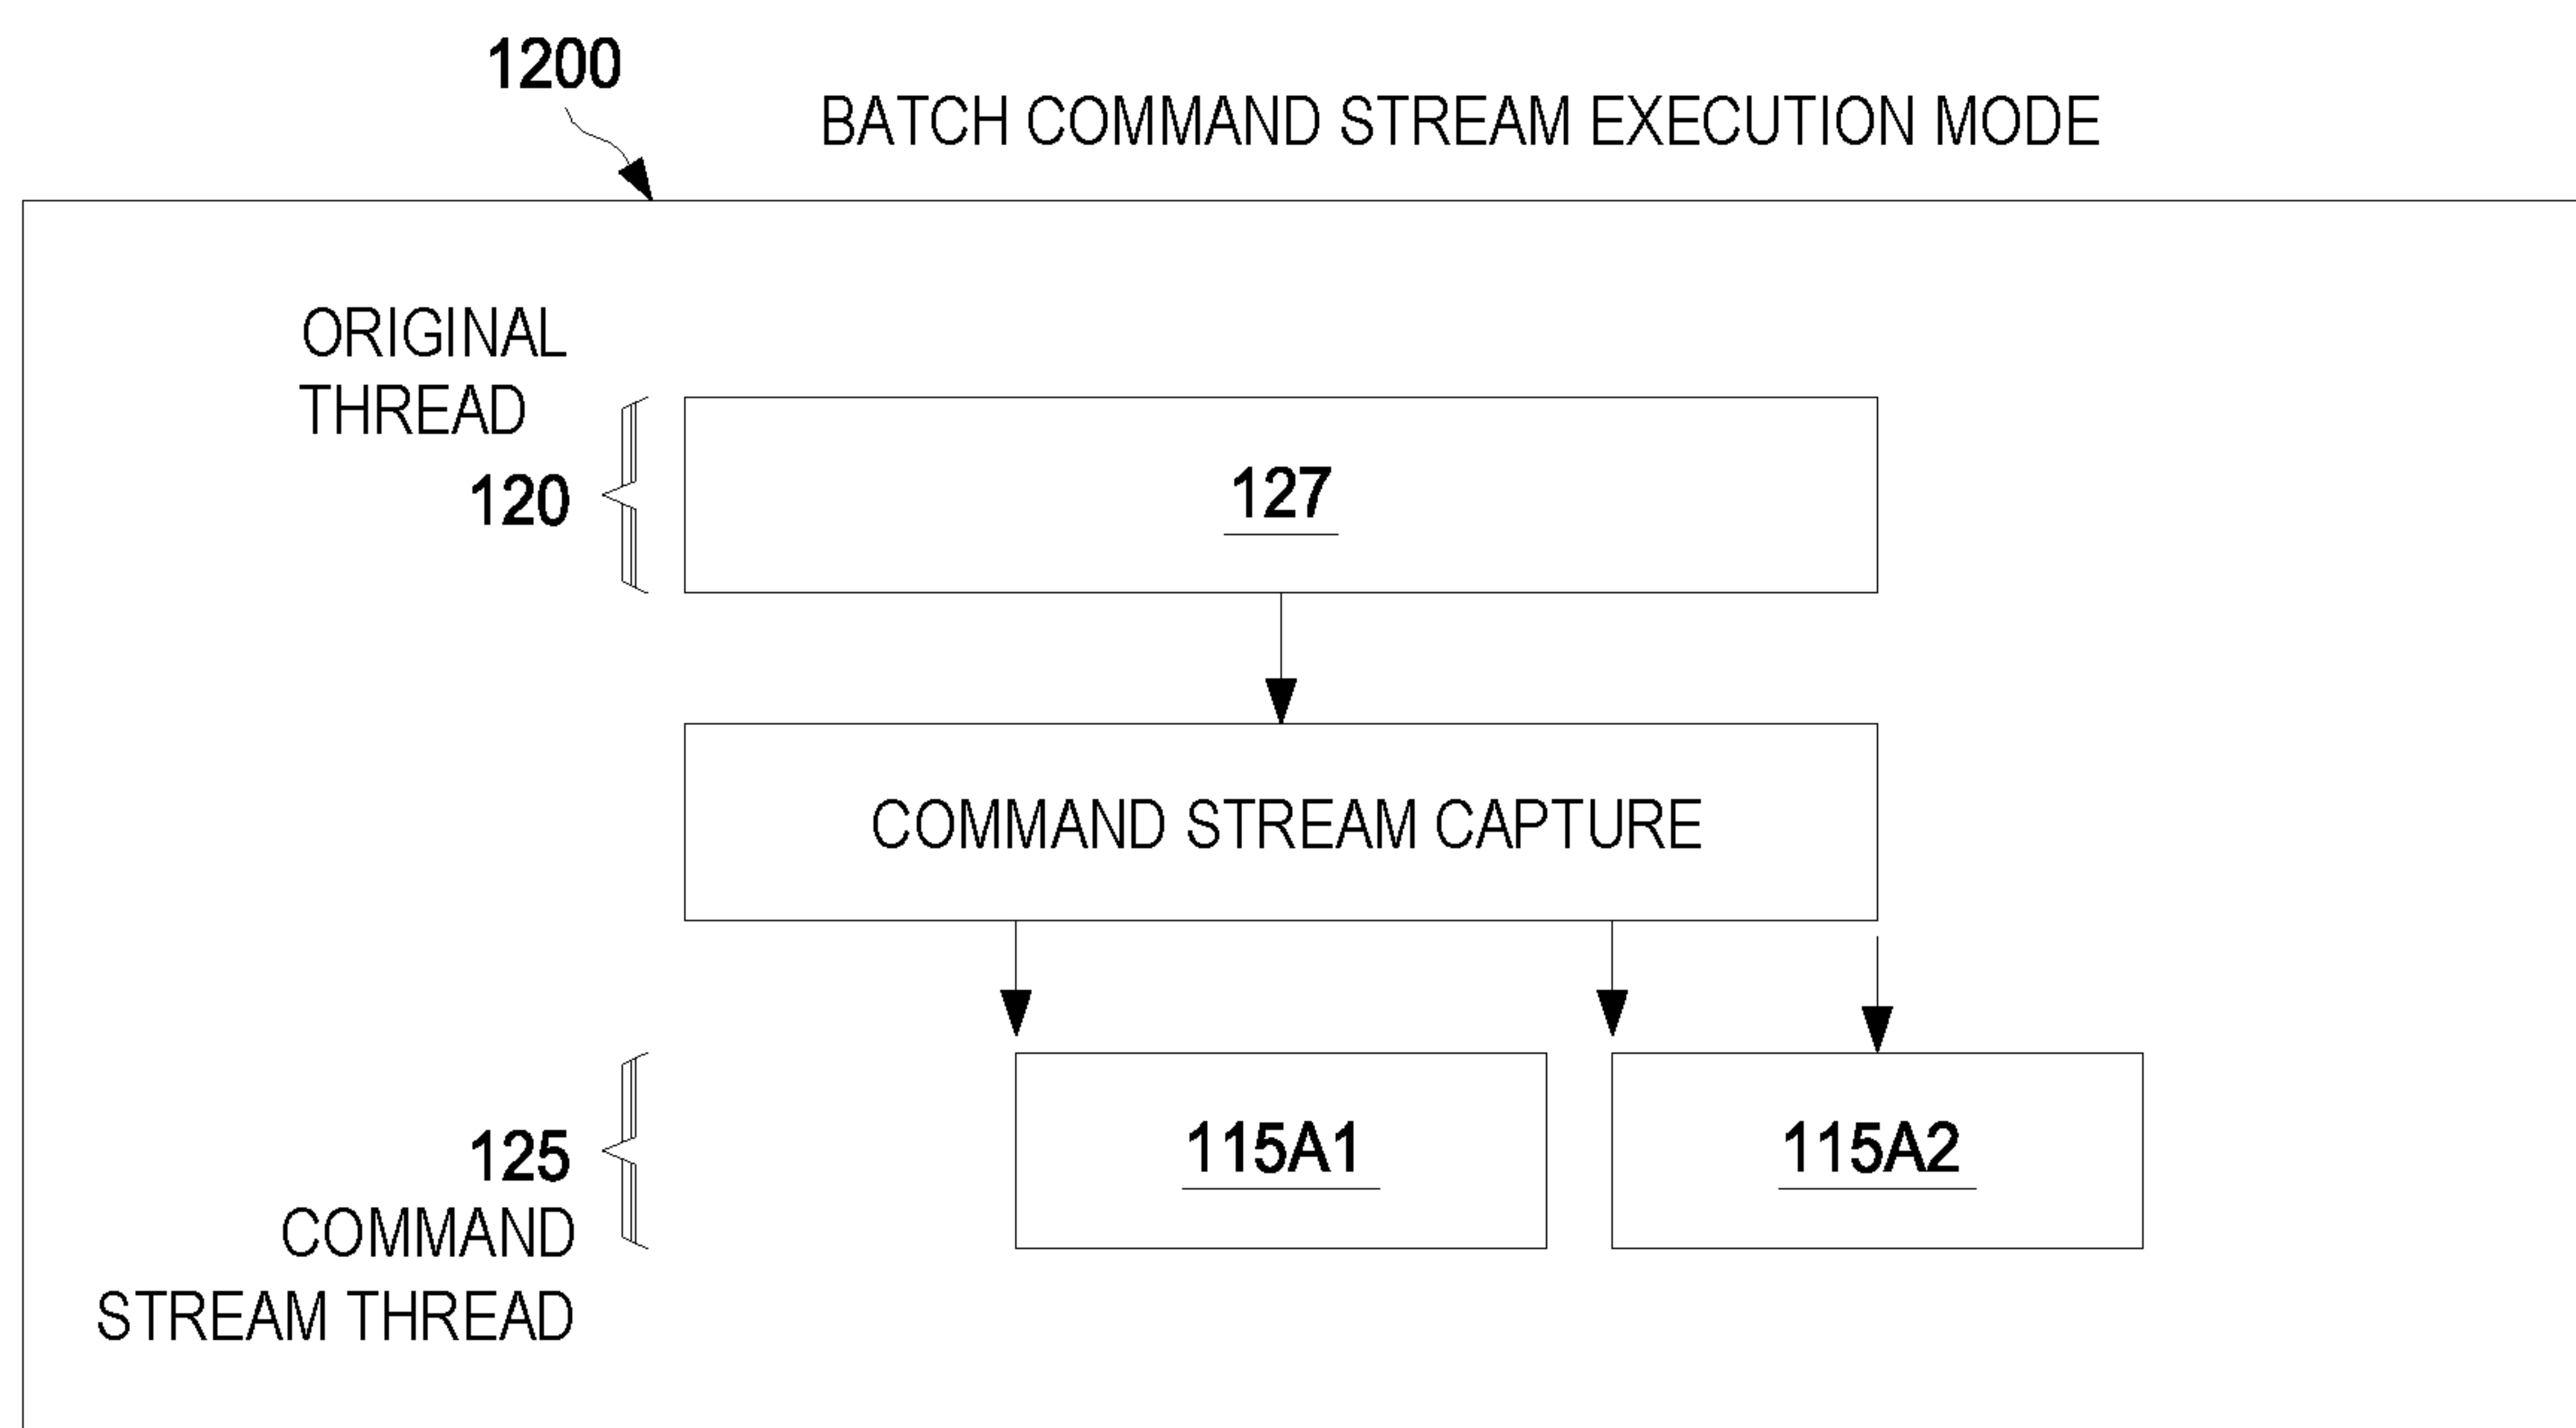 1200
BATCH COMMAND STREAM EXECUTION MODE
ORIGINAL
THREAD
120
127
COMMAND STREAM CAPTURE
125
COMMAND
STREAM THREAD
115A1
115A2